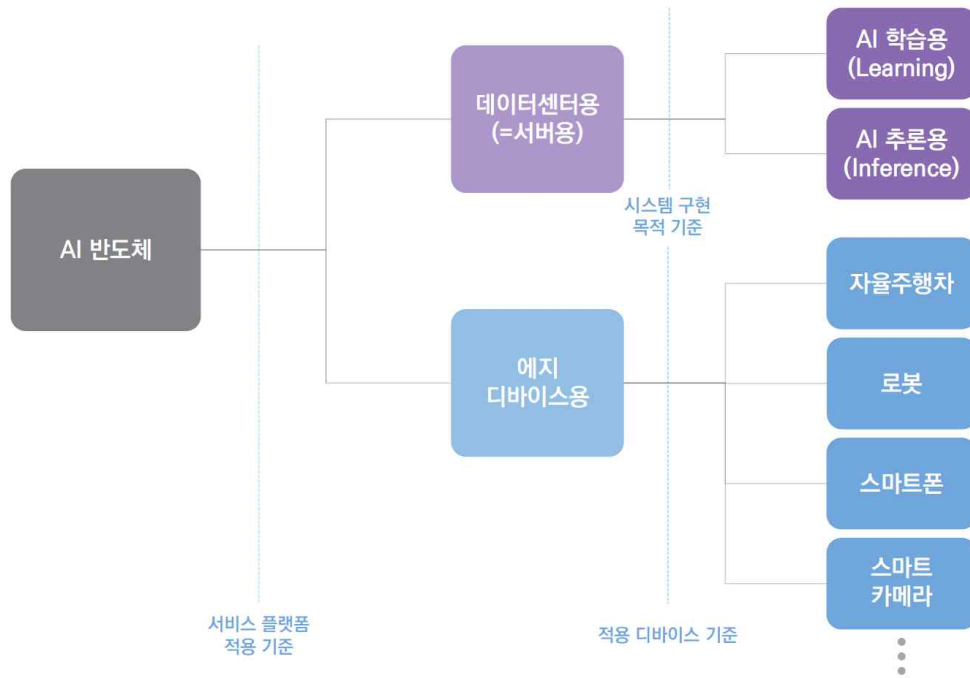 AI 반도체
서비스 플랫폼
적용 기준
데이터센터용
(=서버용)
에지
디바이스용
시스템 구현
목적 기준
적용 디바이스 기준
AI 학습용
(Learning)
AI 추론용
(Inference)
자율주행차
로봇
스마트폰
스마트
카메라